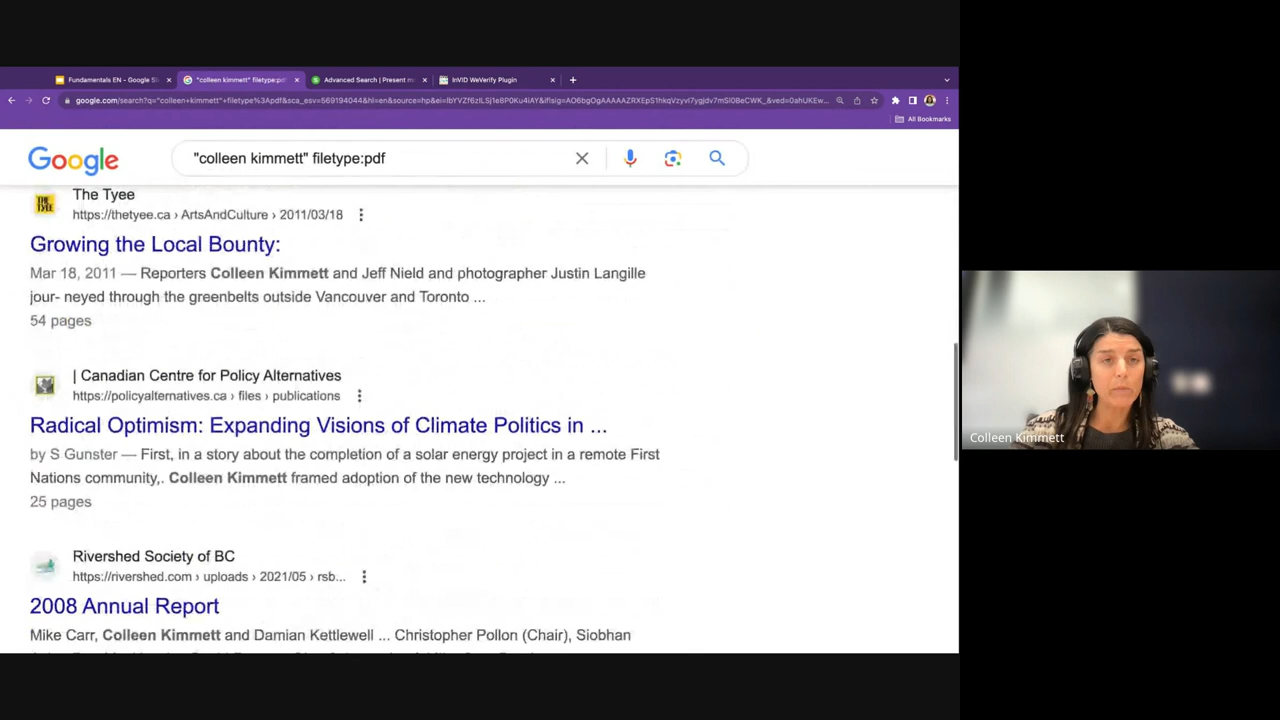 Fundamentals EN - Google Sli
"colleen kimmett" filetype:pdf
Advanced Search | Present m
InVID WeVerify Plugin
All Bookmarks
Google
"colleen kimmett" filetype:pdf
THE TYEE
The Tyee
https://thetyee.ca › ArtsAndCulture › 2011/03/18
Growing the Local Bounty:
Mar 18, 2011 — Reporters Colleen Kimmett and Jeff Nield and photographer Justin Langille
jour- neyed through the greenbelts outside Vancouver and Toronto ...
54 pages
| Canadian Centre for Policy Alternatives
https://policyalternatives.ca › files › publications
Radical Optimism: Expanding Visions of Climate Politics in ...
by S Gunster — First, in a story about the completion of a solar energy project in a remote First
Nations community,. Colleen Kimmett framed adoption of the new technology ...
25 pages
Rivershed Society of BC
https://rivershed.com › uploads › 2021/05 › rsb...
2008 Annual Report
Mike Carr, Colleen Kimmett and Damian Kettlewell ... Christopher Pollon (Chair), Siobhan
Colleen Kimmett